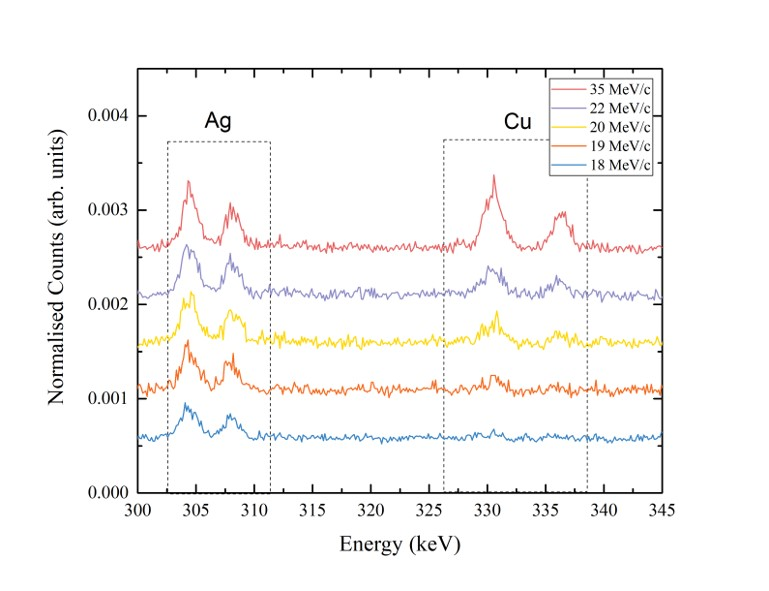 Ag
Cu
35 MeV/c
22 MeV/c
20 MeV/c
19 MeV/c
18 MeV/c
Normalised Counts (arb. units)
0.004
0.003
0.002
0.001
0.000
300 305 310 315 320 325 330 335 340 345
Energy (keV)